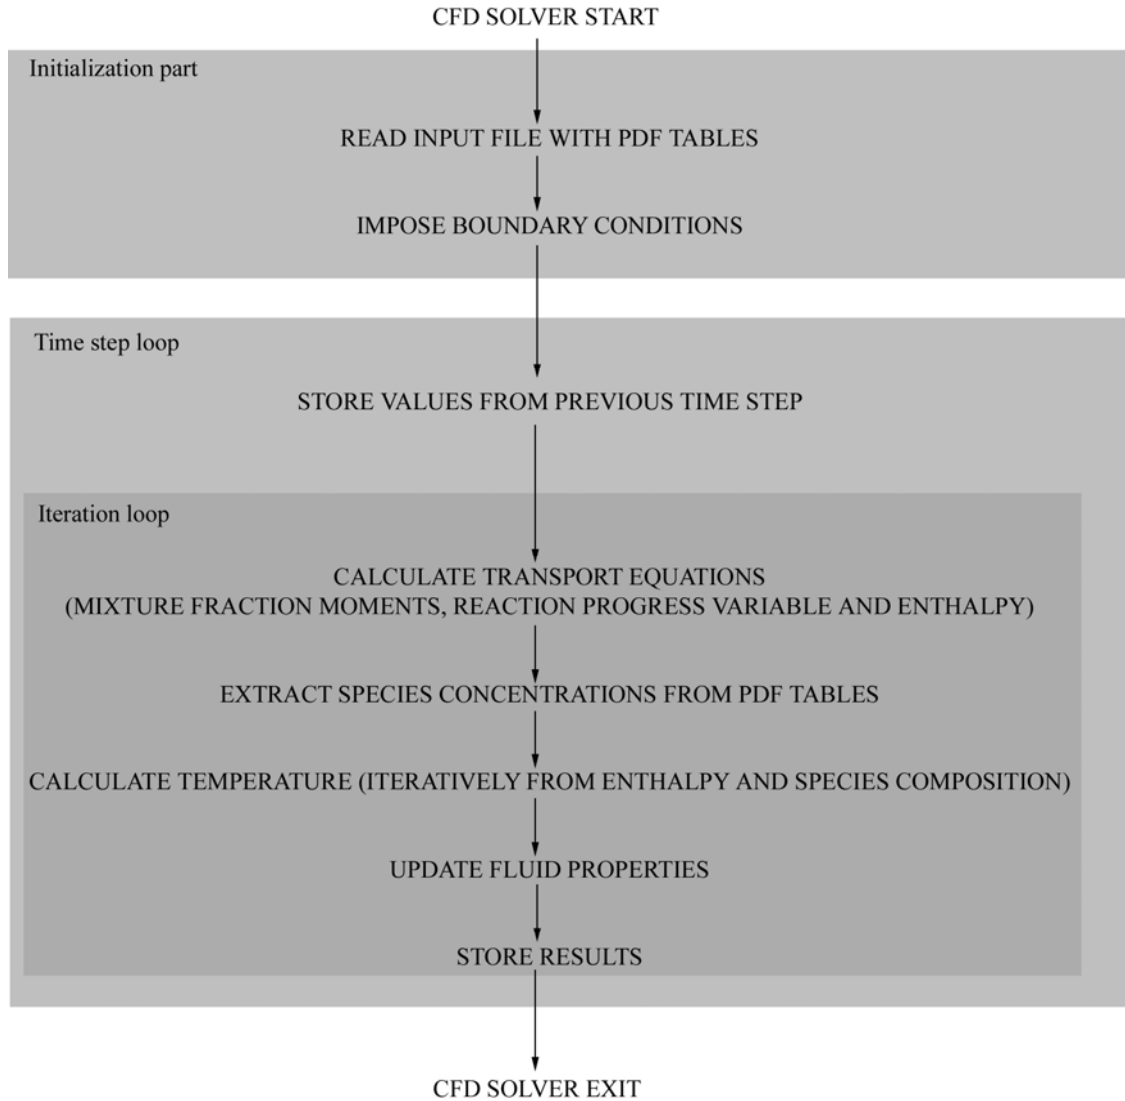 CFD SOLVER START
Initialization part
READ INPUT FILE WITH PDF TABLES
IMPOSE BOUNDARY CONDITIONS
Time step loop
STORE VALUES FROM PREVIOUS TIME STEP
Iteration loop
CALCULATE TRANSPORT EQUATIONS
(MIXTURE FRACTION MOMENTS, REACTION PROGRESS VARIABLE AND ENTHALPY)
EXTRACT SPECIES CONCENTRATIONS FROM PDF TABLES
CALCULATE TEMPERATURE (ITERATIVELY FROM ENTHALPY AND SPECIES COMPOSITION)
UPDATE FLUID PROPERTIES
STORE RESULTS
CFD SOLVER EXIT